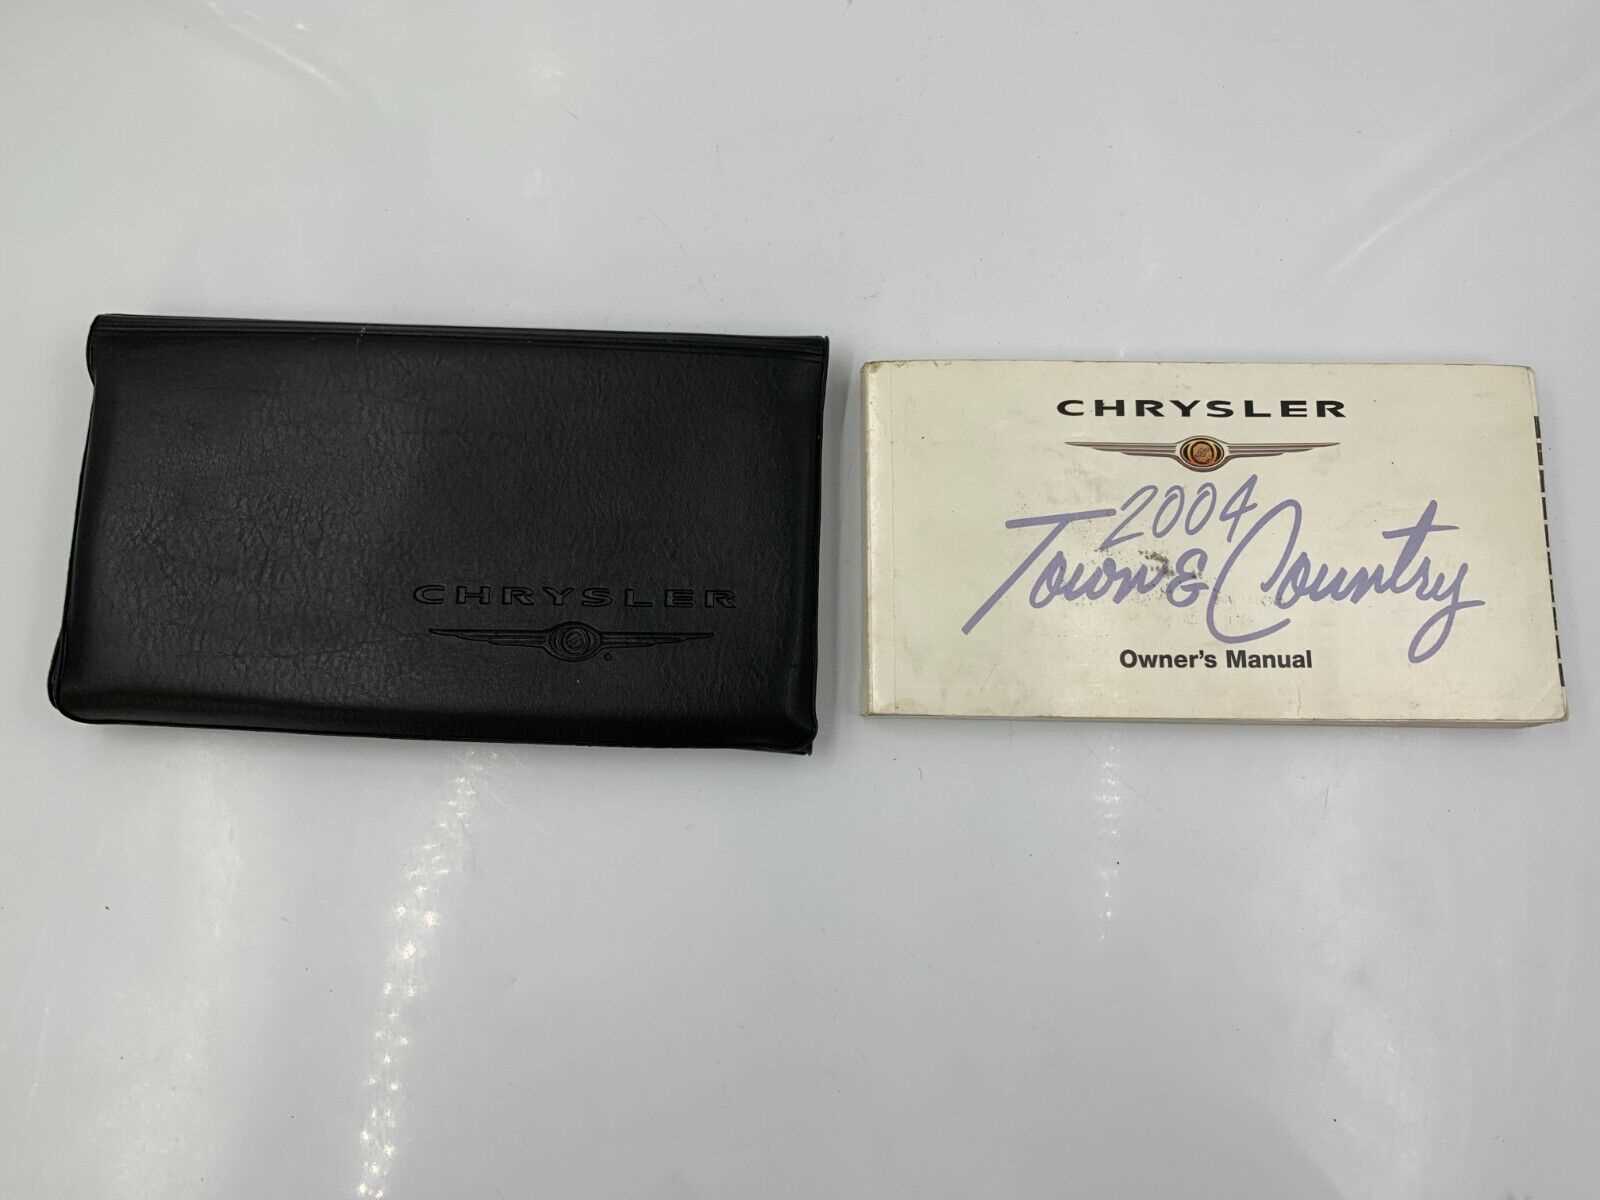 CHRYSLER
CHRYSLER
2004
Town & Country
Owner's Manual